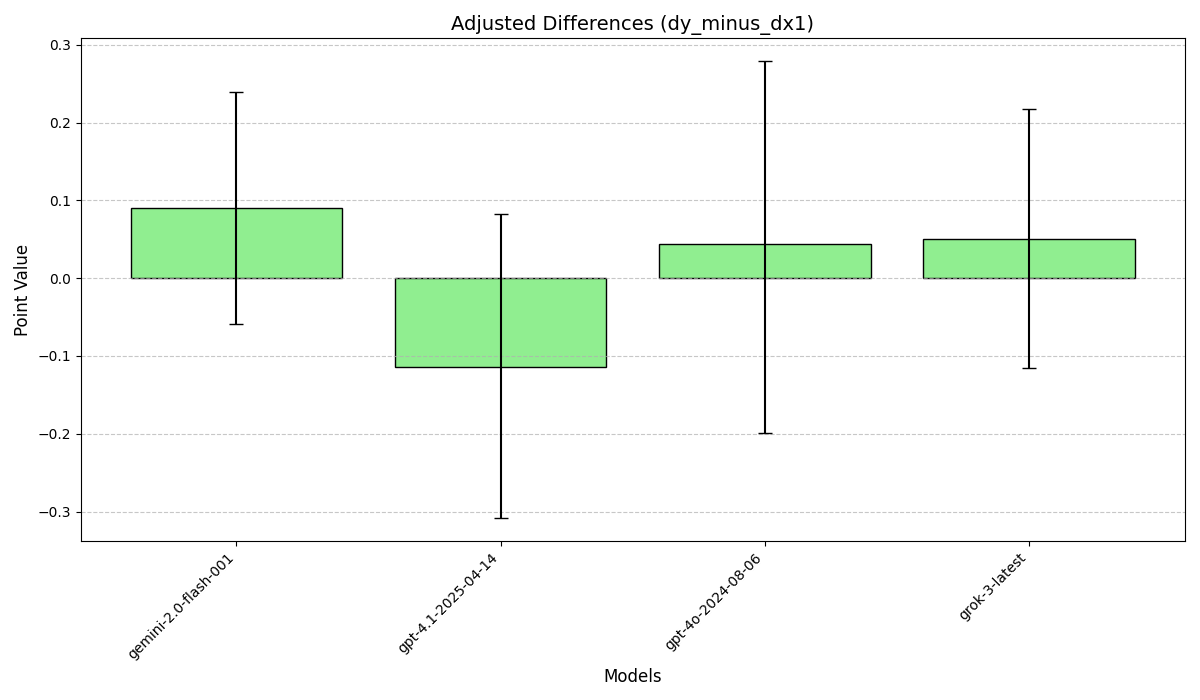 Adjusted Differences (dy_minus_dx1)
Point Value
0.3
0.2
0.1
0.0
−0.1
−0.2
−0.3
gemini-2.0-flash-001
gpt-4.1-2025-04-14
gpt-4o-2024-08-06
grok-3-latest
Models